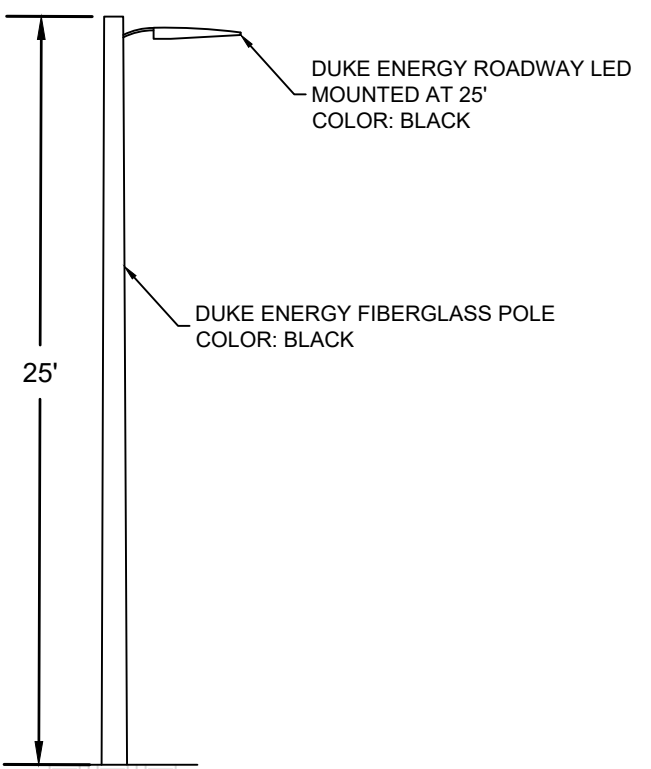 DUKE ENERGY ROADWAY LED
MOUNTED AT 25'
COLOR: BLACK
DUKE ENERGY FIBERGLASS POLE
COLOR: BLACK
25'